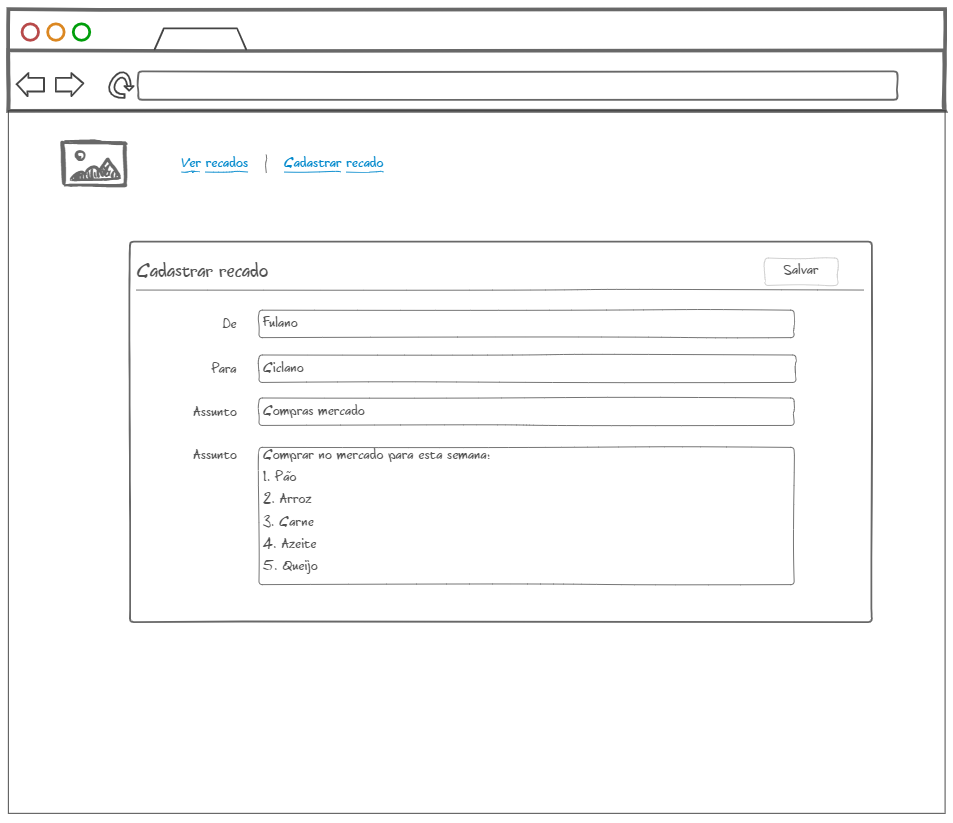 Ver recados | Cadastrar recado
Cadastrar recado
Salvar
De
Fulano
Para
Ciclano
Assunto
Compras mercado
Assunto
Comprar no mercado para esta semana:
1. Pão
2. Arroz
3. Carne
4. Azeite
5. Queijo